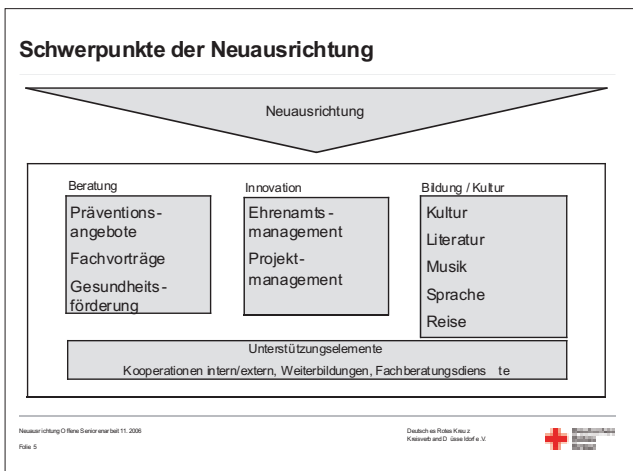 Schwerpunkte der Neuausrichtung
Neuausrichtung
Beratung
Präventions-
angebote
Fachvorträge
Gesundheits-
förderung
Innovation
Ehrenamts-
management
Projekt-
management
Bildung / Kultur
Kultur
Literatur
Musik
Sprache
Reise
Unterstützungselemente
Kooperationen intern/extern, Weiterbildungen, Fachberatungsdiens te
Neuausrichtung Offene Seniorenarbeit 11. 2006
Folie 5
Deutsches Rotes Kreuz
Kreisverband Düsseldorf e.V.